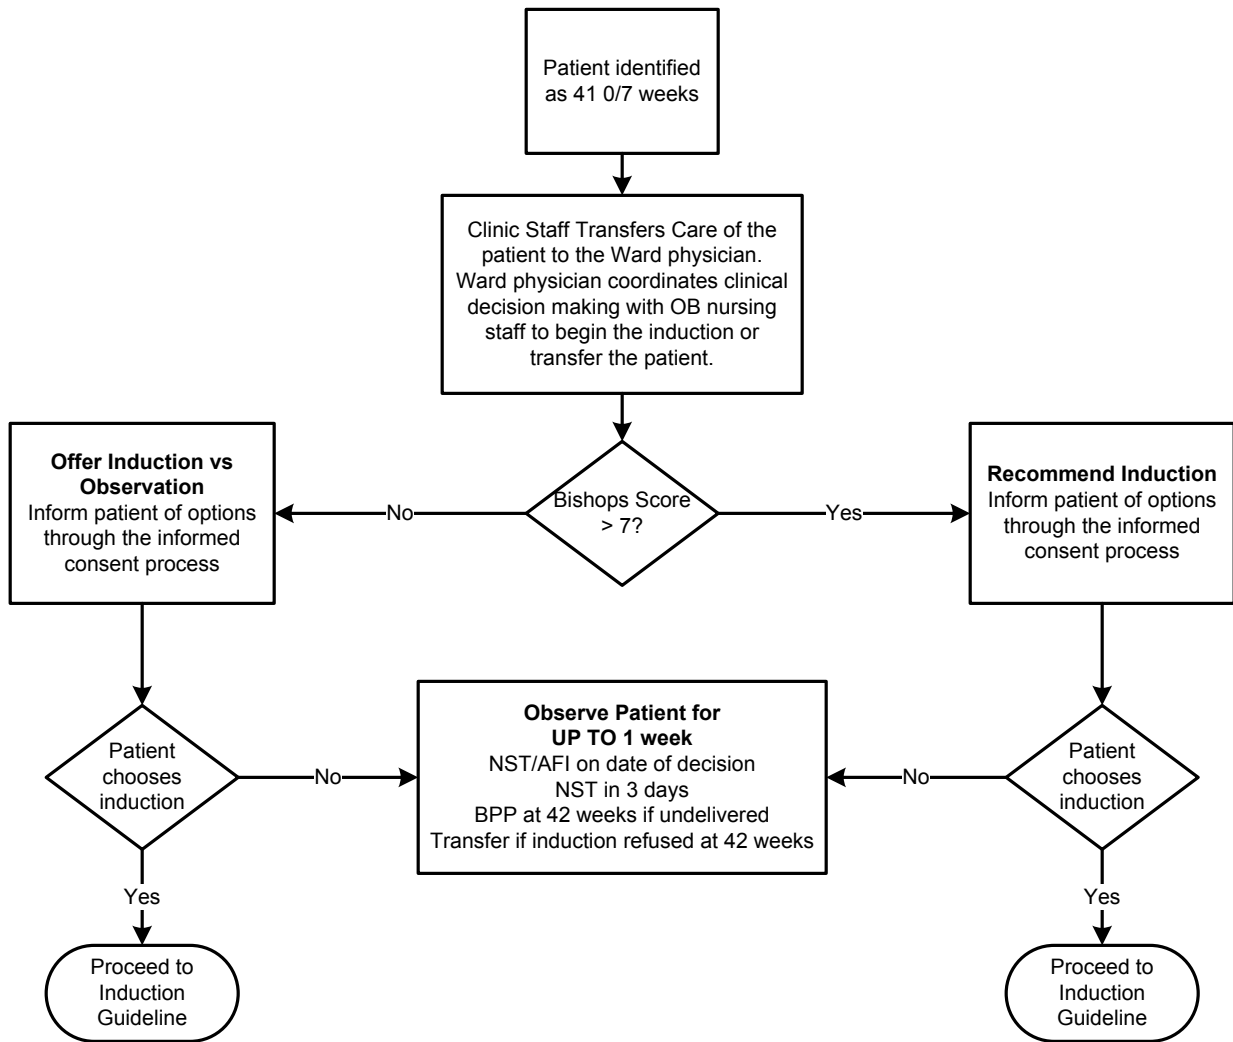 Patient identified
as 41 0/7 weeks
Clinic Staff Transfers Care of the
patient to the Ward physician.
Ward physician coordinates clinical
decision making with OB nursing
staff to begin the induction or
transfer the patient.
Bishops Score
> 7?
No
Yes
Offer Induction vs
Observation
Inform patient of options
through the informed
consent process
Recommend Induction
Inform patient of options
through the informed
consent process
Patient
chooses
induction
No
Observe Patient for
UP TO 1 week
NST/AFI on date of decision
NST in 3 days
BPP at 42 weeks if undelivered
Transfer if induction refused at 42 weeks
No
Patient
chooses
induction
Yes
Yes
Proceed to
Induction
Guideline
Proceed to
Induction
Guideline